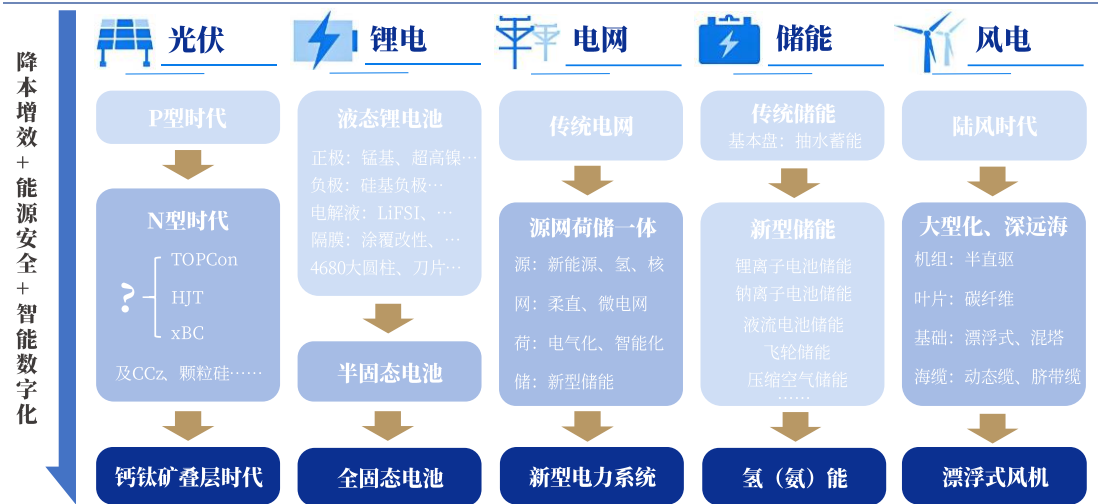 降本增效+能源安全+智能数字化
光伏
P型时代
N型时代
?
TOPCon
HJT
xBC
及CCz、颗粒硅……
钙钛矿叠层时代
锂电
液态锂电池
正极：锰基、超高镍…
负极：硅基负极…
电解液：LiFSI、…
隔膜：涂覆改性、…
4680大圆柱、刀片…
半固态电池
全固态电池
电网
传统电网
源网荷储一体
源：新能源、氢、核
网：柔直、微电网
荷：电气化、智能化
储：新型储能
新型电力系统
储能
传统储能
基本盘：抽水蓄能
新型储能
锂离子电池储能
钠离子电池储能
液流电池储能
飞轮储能
压缩空气储能
……
氢（氨）能
风电
陆风时代
大型化、深远海
机组：半直驱
叶片：碳纤维
基础：漂浮式、混塔
海缆：动态缆、脐带缆
漂浮式风机